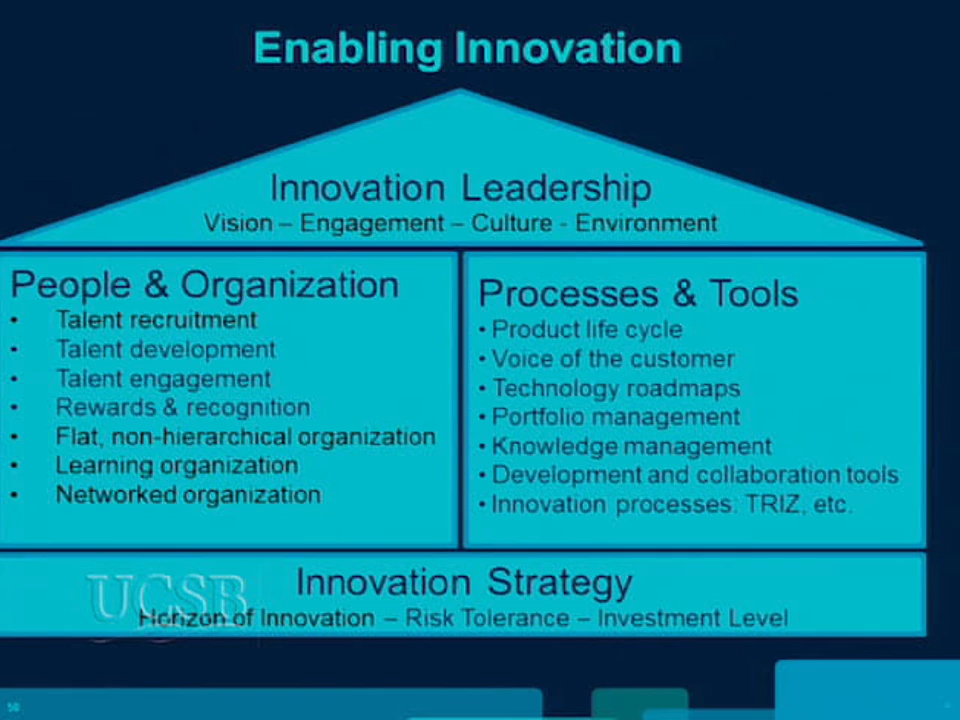 Enabling Innovation
Innovation Leadership
Vision – Engagement – Culture - Environment
People & Organization
• Talent recruitment
• Talent development
• Talent engagement
• Rewards & recognition
• Flat, non-hierarchical organization
• Learning organization
• Networked organization
Processes & Tools
• Product life cycle
• Voice of the customer
• Technology roadmaps
• Portfolio management
• Knowledge management
• Development and collaboration tools
• Innovation processes: TRIZ, etc.
Innovation Strategy
UCSB
Horizon of Innovation – Risk Tolerance – Investment Level
50